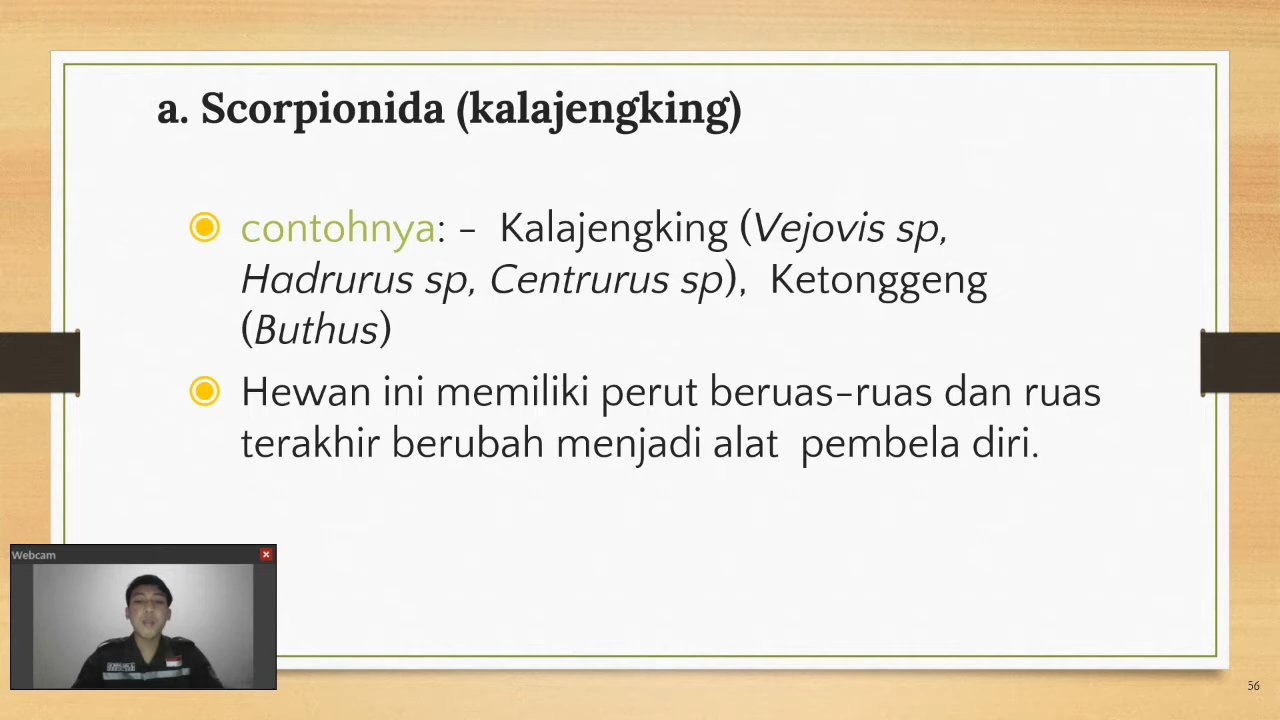 a. Scorpionida (kalajengking)
contohnya: - Kalajengking (Vejovis sp,
Hadrurus sp, Centrurus sp), Ketonggeng
(Buthus)
Hewan ini memiliki perut beruas-ruas dan ruas
terakhir berubah menjadi alat pembela diri.
Webcam
56